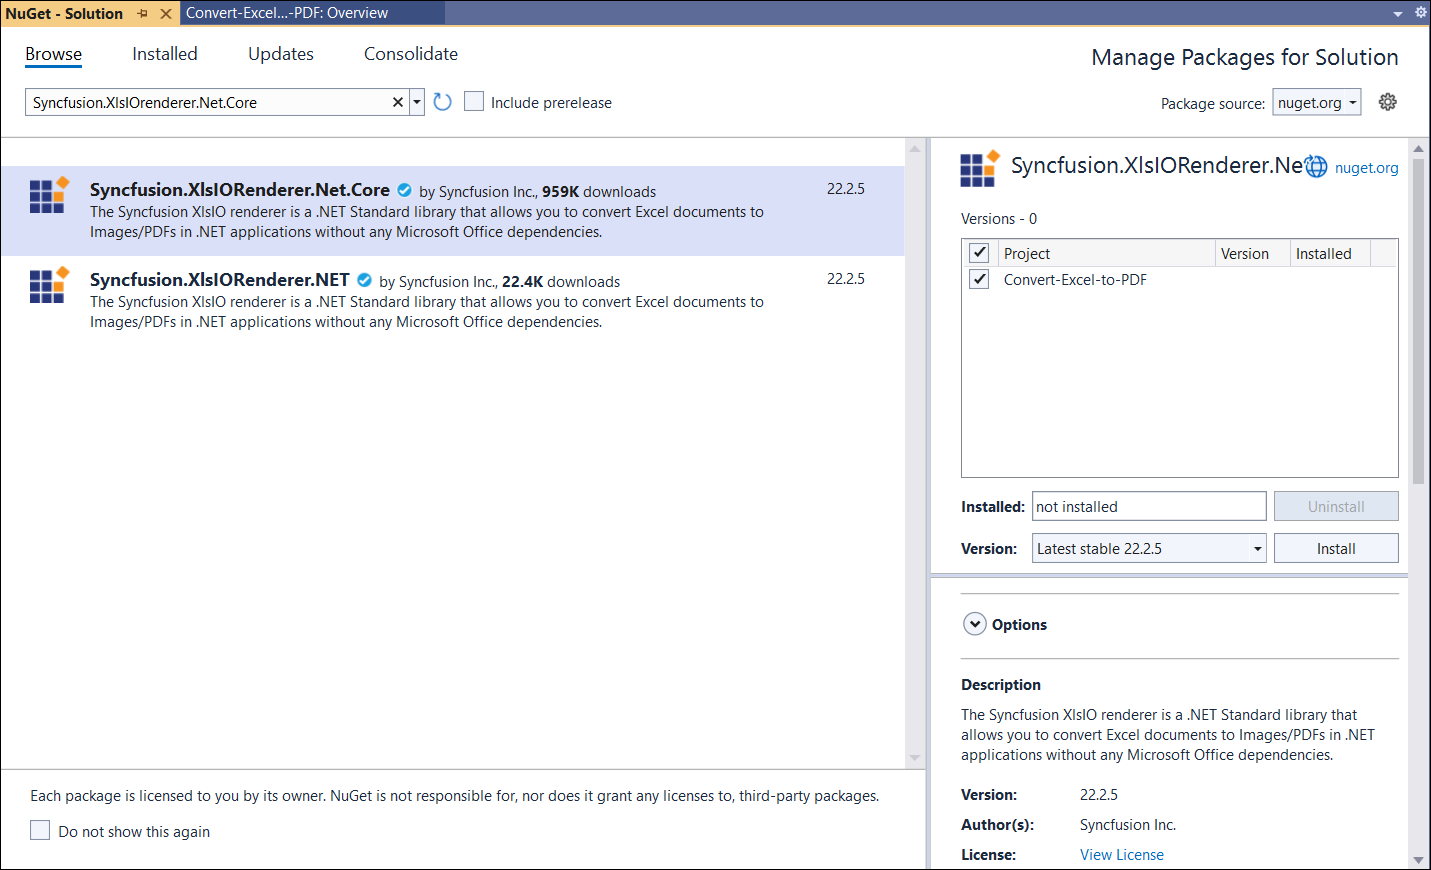 NuGet - Solution
Convert-Excel...-PDF: Overview
Browse
Installed
Updates
Consolidate
Manage Packages for Solution
Syncfusion.XlsIOrenderer.Net.Core
Include prerelease
Package source: nuget.org
Syncfusion.XlsIORenderer.Net.Core by Syncfusion Inc., 959K downloads
22.2.5
The Syncfusion XlsIO renderer is a .NET Standard library that allows you to convert Excel documents to
Images/PDFs in .NET applications without any Microsoft Office dependencies.
Syncfusion.XlsIORenderer.NET by Syncfusion Inc., 22.4K downloads
22.2.5
The Syncfusion XlsIO renderer is a .NET Standard library that allows you to convert Excel documents to
Images/PDFs in .NET applications without any Microsoft Office dependencies.
Each package is licensed to you by its owner. NuGet is not responsible for, nor does it grant any licenses to, third-party packages.
Do not show this again
Syncfusion.XlsIORenderer.Ne
nuget.org
Versions - 0
Project Version Installed
Convert-Excel-to-PDF
Installed: not installed Uninstall
Version: Latest stable 22.2.5 Install
Options
Description
The Syncfusion XlsIO renderer is a .NET Standard library that
allows you to convert Excel documents to Images/PDFs in .NET
applications without any Microsoft Office dependencies.
Version: 22.2.5
Author(s): Syncfusion Inc.
License: View License